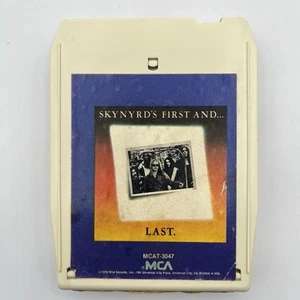 SKYNYRD'S FIRST AND...
LAST.
MCAT-3047
MCA